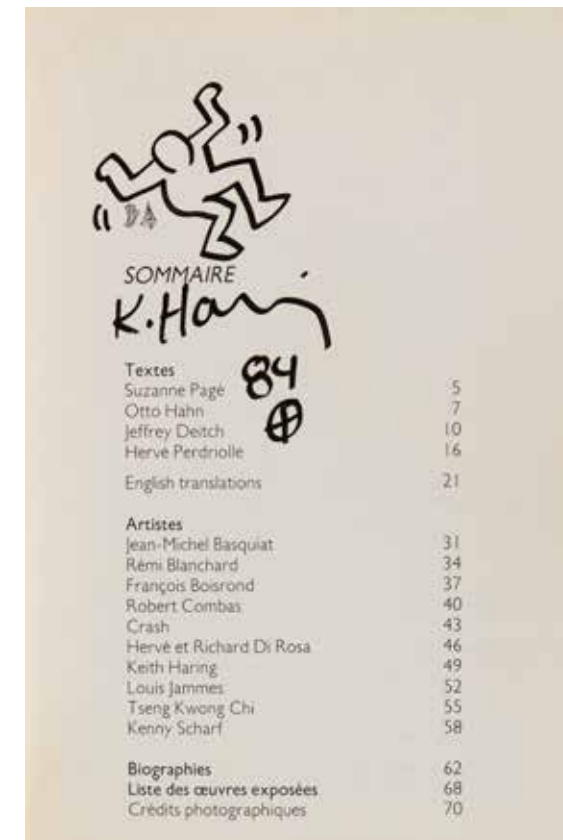 SOMMAIRE
K. Haring
84
Textes
Suzanne Pagé 5
Otto Hahn 7
Jeffrey Deitch 10
Hervé Perdriolle 16
English translations 21
Artistes
Jean-Michel Basquiat 31
Rémi Blanchard 34
François Boisrond 37
Robert Combas 40
Crash 43
Hervé et Richard Di Rosa 46
Keith Haring 49
Louis Jammes 52
Tseng Kwong Chi 55
Kenny Scharf 58
Biographies 62
Liste des œuvres exposées 68
Crédits photographiques 70